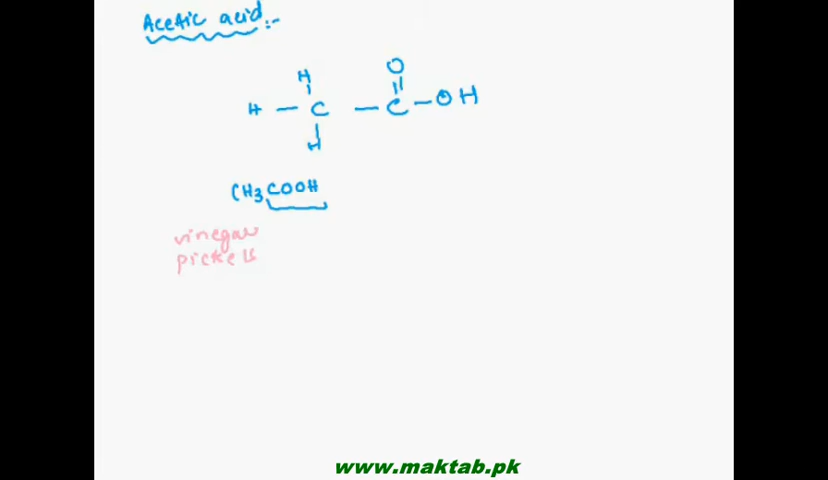 Acetic acid:-
H O
H — C — C — OH
H
CH3COOH
vinegar
pickels
www.maktab.pk